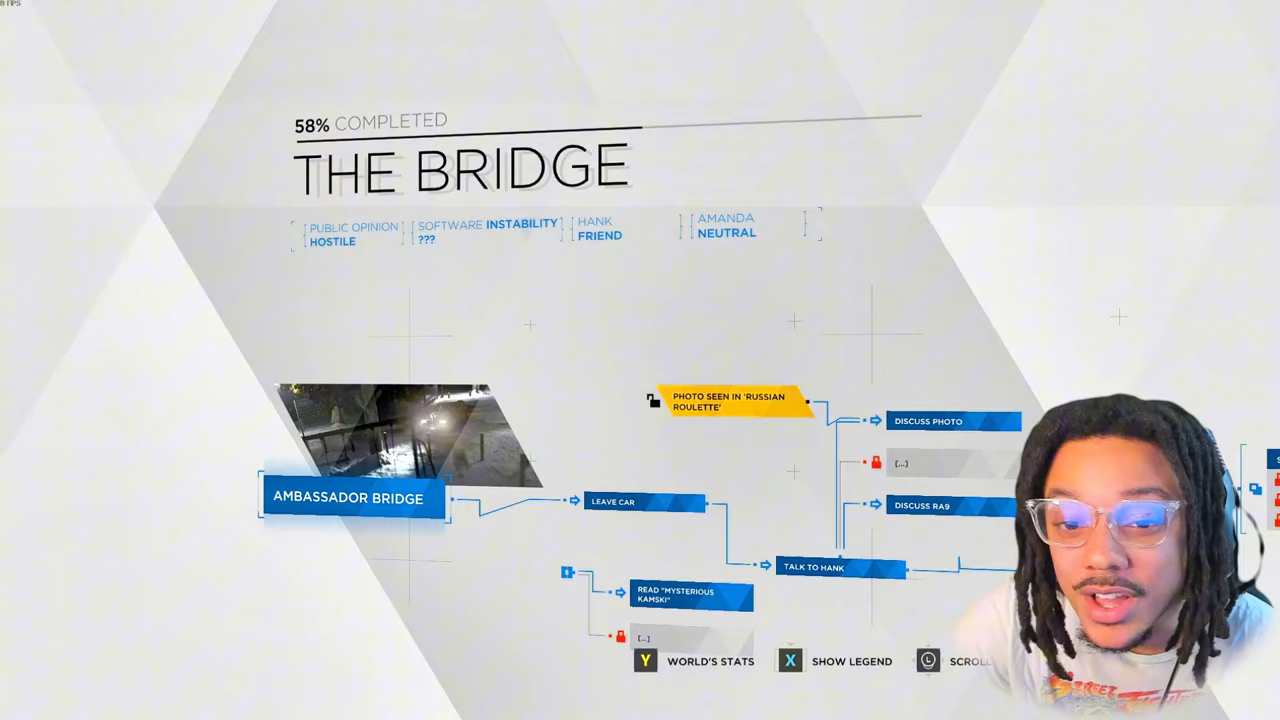 58% COMPLETED
THE BRIDGE
PUBLIC OPINION
HOSTILE
SOFTWARE INSTABILITY
???
HANK
FRIEND
AMANDA
NEUTRAL
PHOTO SEEN IN 'RUSSIAN
ROULETTE'
DISCUSS PHOTO
[...]
AMBASSADOR BRIDGE
LEAVE CAR
DISCUSS RA9
TALK TO HANK
READ "MYSTERIOUS
KAMSKI"
[...]
Y WORLD'S STATS
X SHOW LEGEND
L SCROLL
STREET